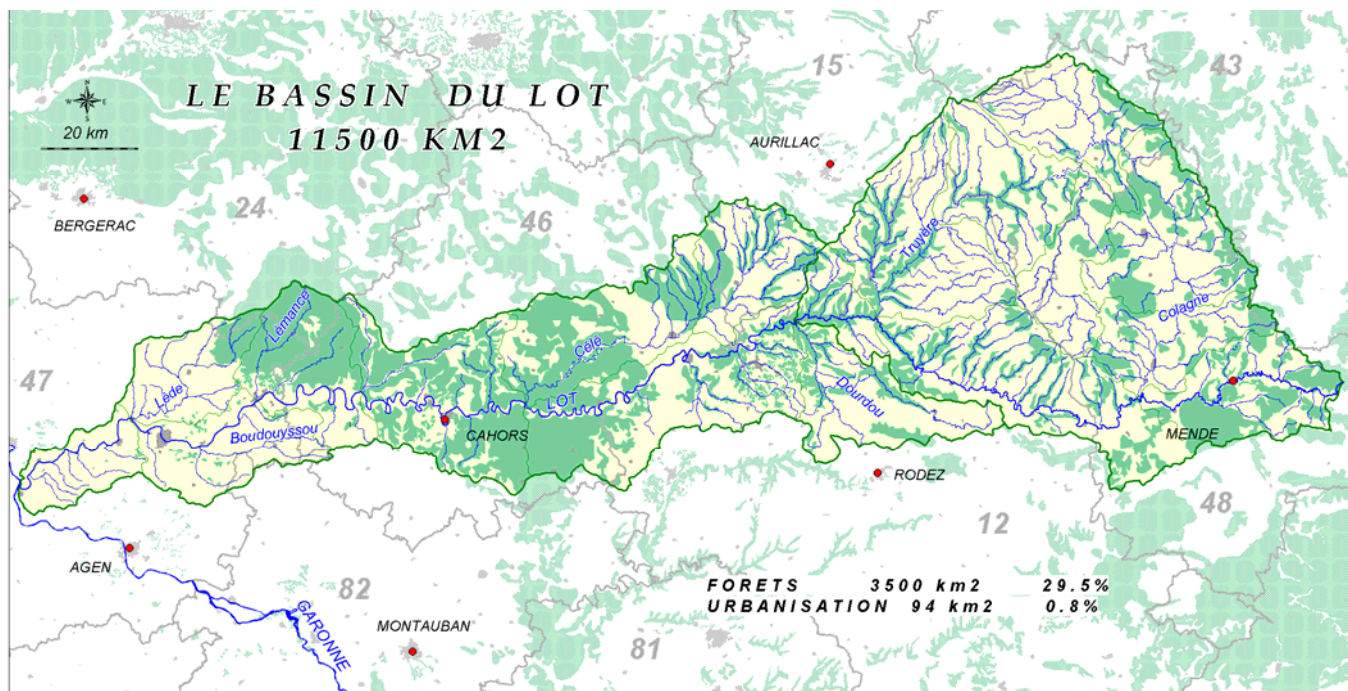 LE BASSIN DU LOT
11500 KM2
N
W E
S
20 km
15
43
AURILLAC
BERGERAC
24
46
Truyère
Lémance
Colagne
Célé
47
Lède
LOT
Dourdou
Boudouyssou
CAHORS
MENDE
RODEZ
48
12
AGEN
82
FORETS 3500 km2 29.5%
URBANISATION 94 km2 0.8%
GARONNE
MONTAUBAN
81